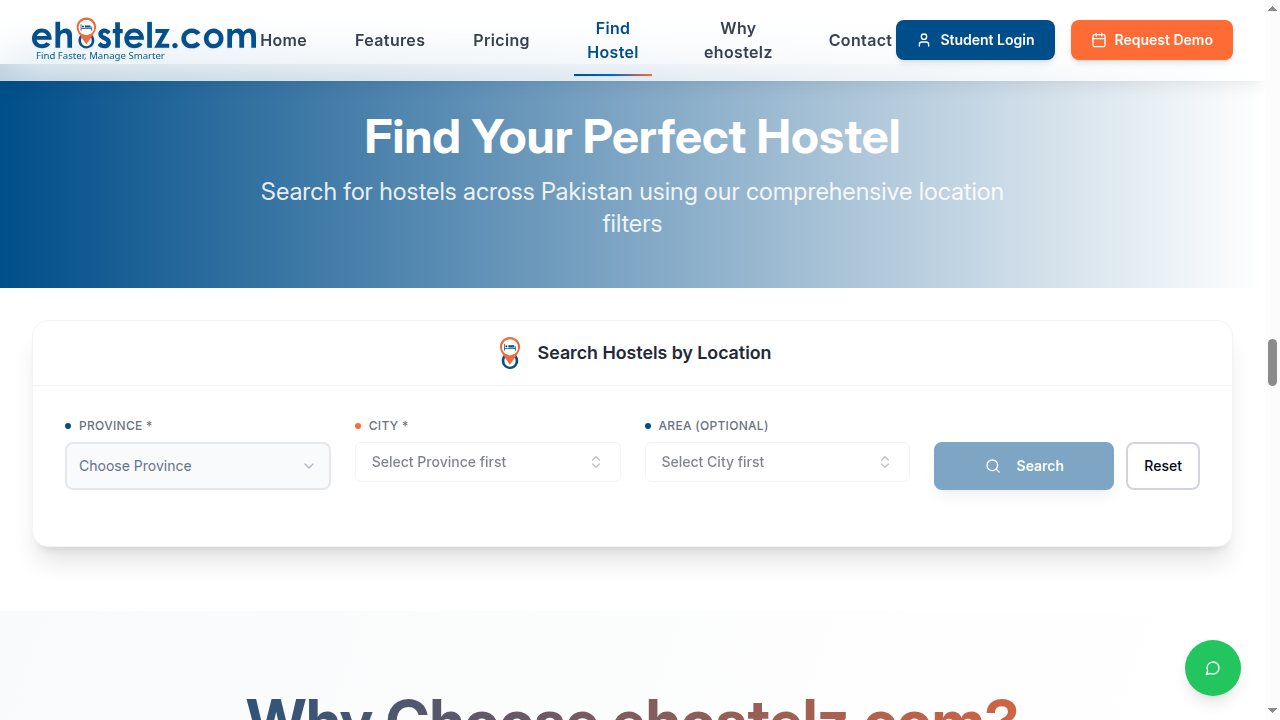 ehostelz.com
Find Faster, Manage Smarter
Home
Features
Pricing
Find
Hostel
Why
ehostelz
Contact
Student Login
Request Demo
Find Your Perfect Hostel
Search for hostels across Pakistan using our comprehensive location
filters
Search Hostels by Location
PROVINCE *
CITY *
AREA (OPTIONAL)
Choose Province
Select Province first
Select City first
Search
Reset
Why Choose ehostelz.com?